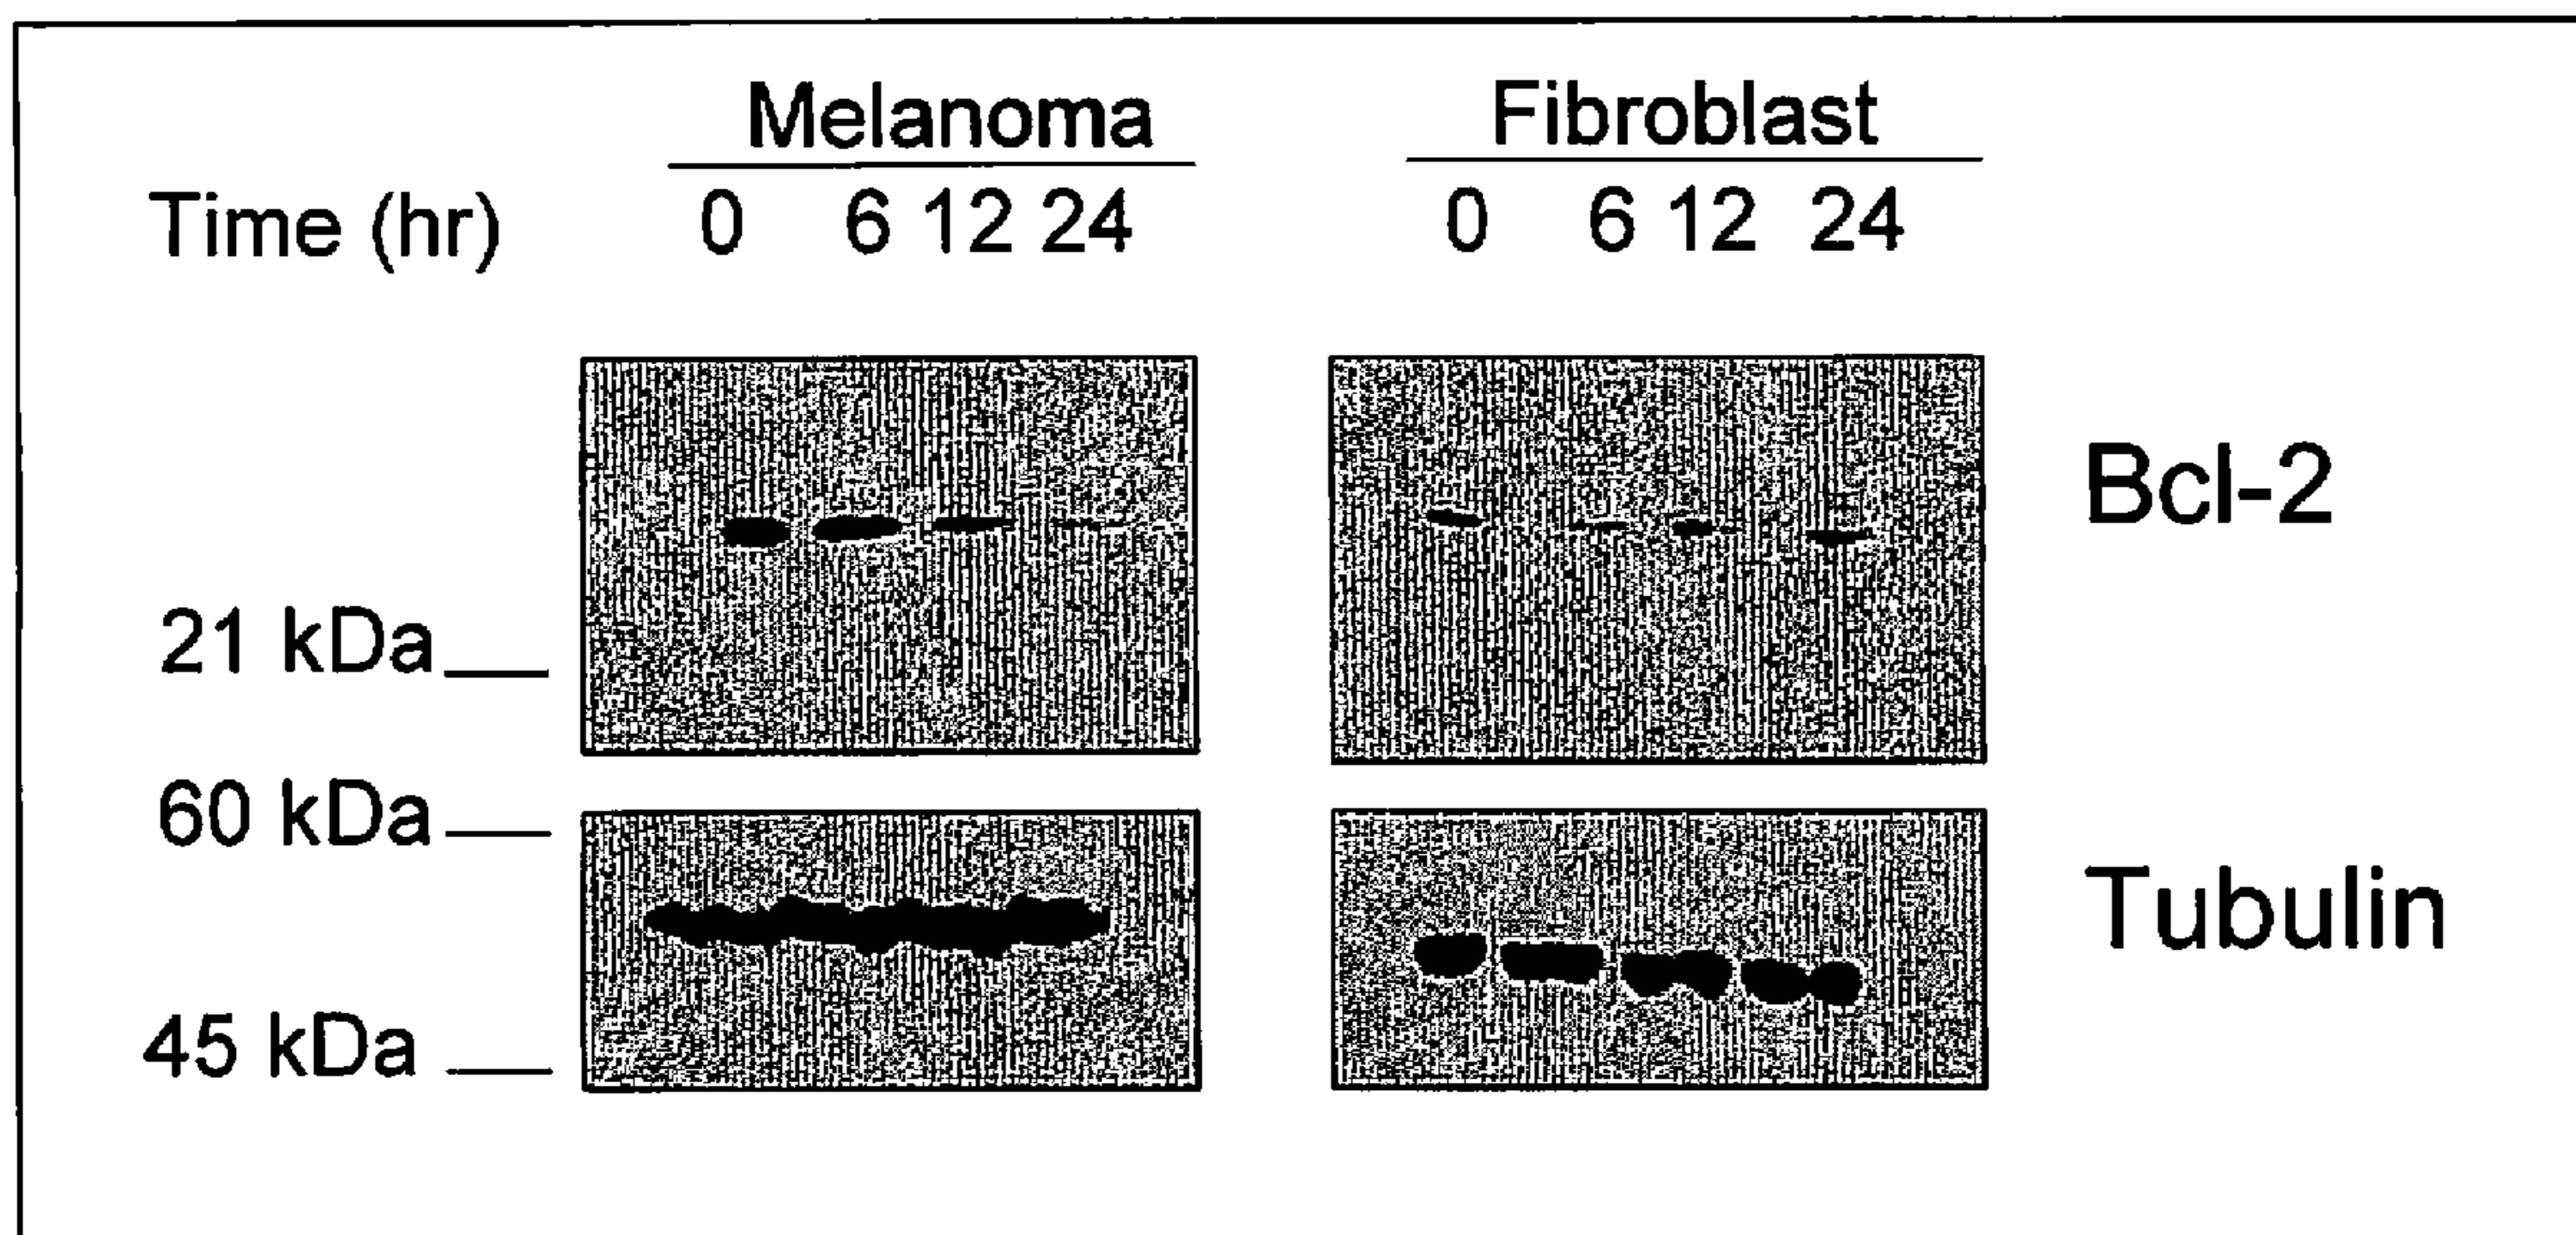 Melanoma Fibroblast
Time (hr) 0 6 12 24 0 6 12 24
Bcl-2
21 kDa
60 kDa
Tubulin
45 kDa